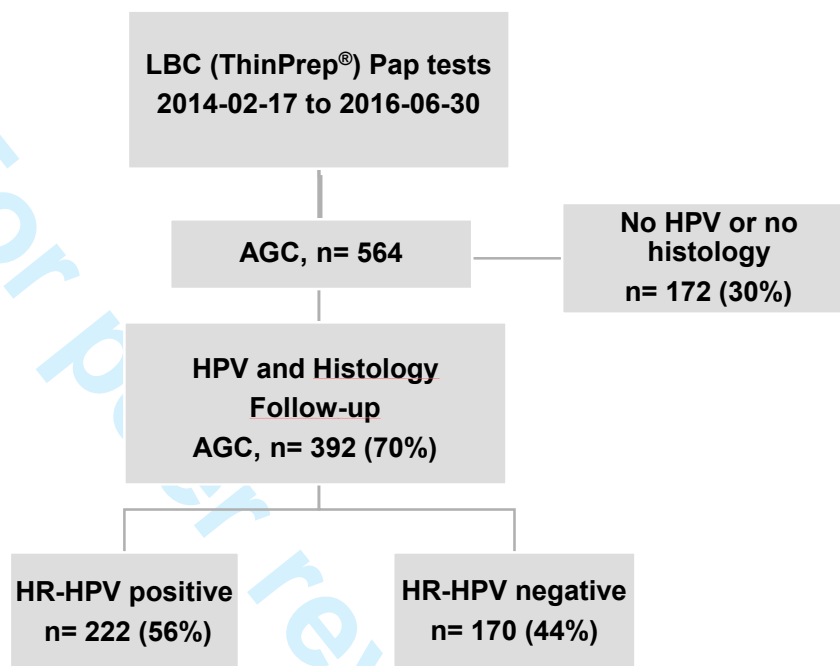 LBC (ThinPrep®) Pap tests
2014-02-17 to 2016-06-30
AGC, n= 564
No HPV or no
histology
n= 172 (30%)
HPV and Histology
Follow-up
AGC, n= 392 (70%)
HR-HPV positive
n= 222 (56%)
HR-HPV negative
n= 170 (44%)